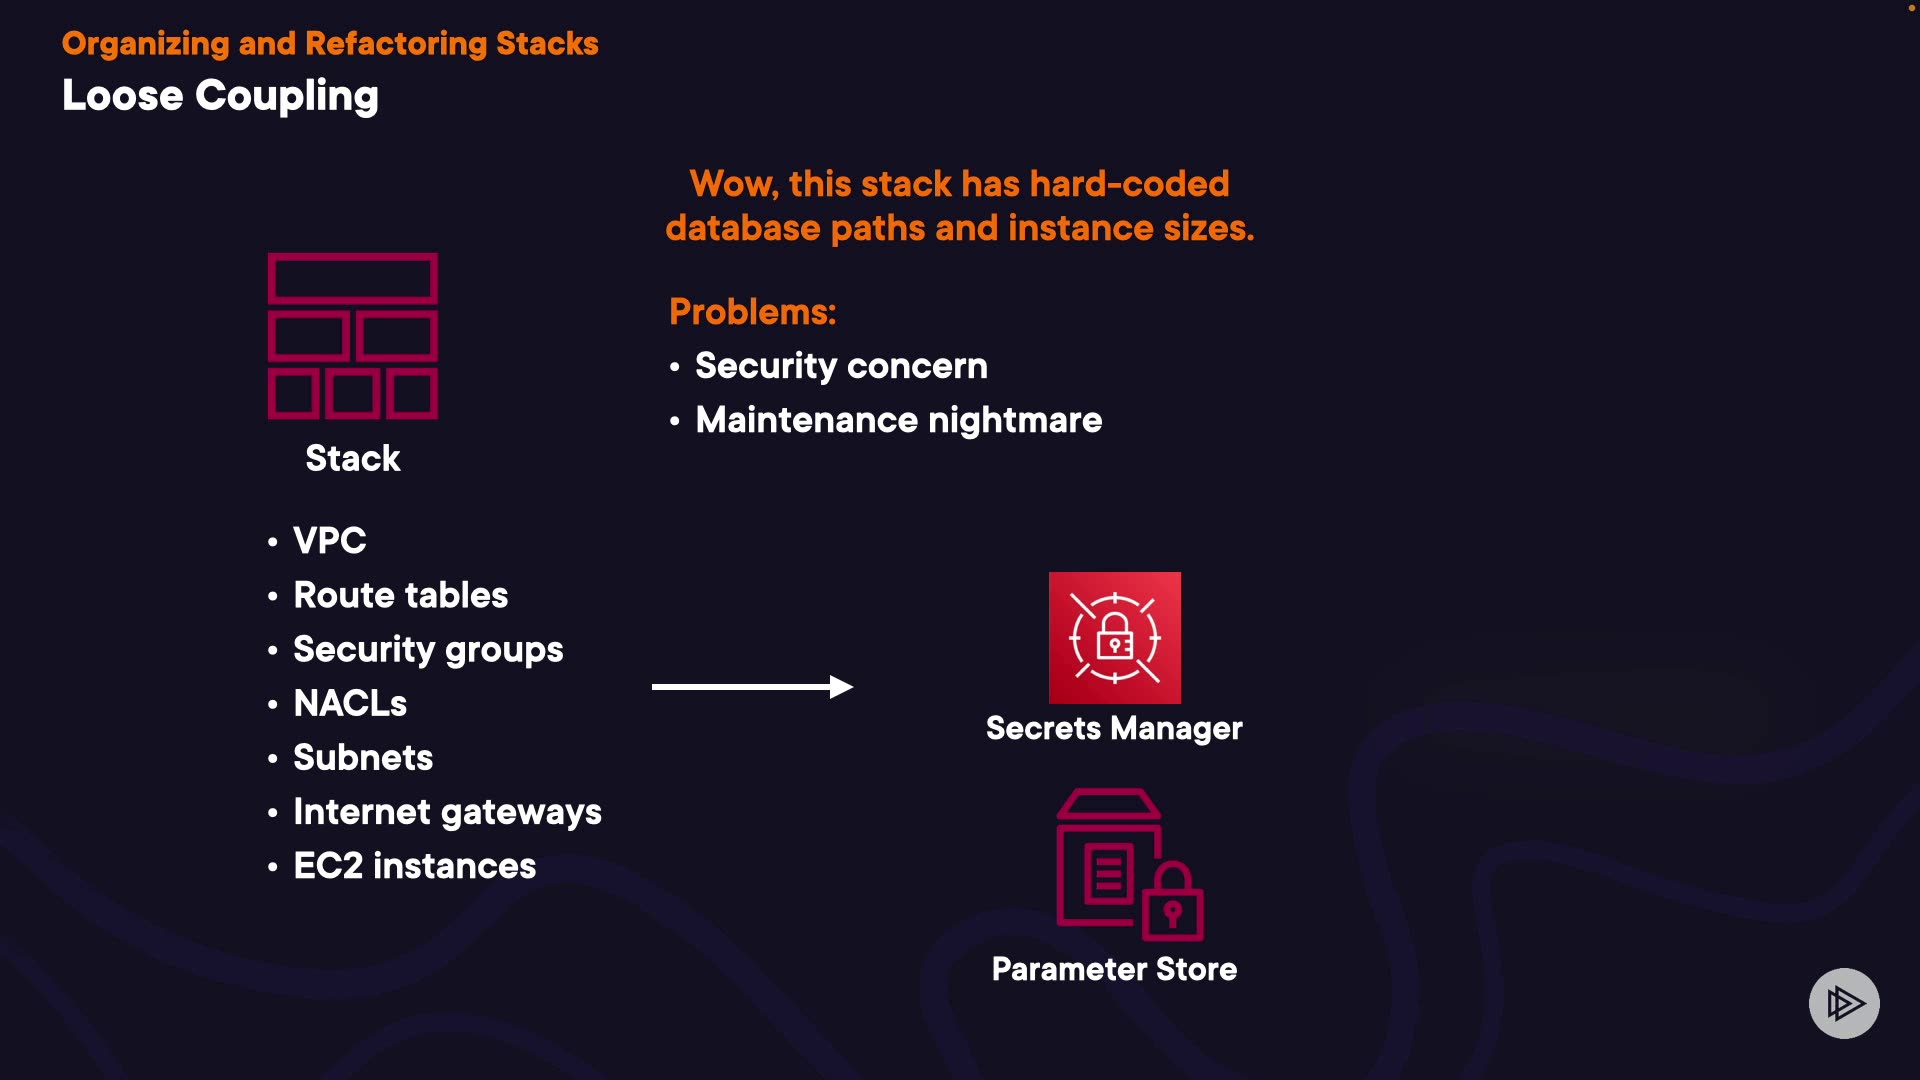 Organizing and Refactoring Stacks
Loose Coupling
Wow, this stack has hard-coded
database paths and instance sizes.
Problems:
• Security concern
• Maintenance nightmare
Stack
• VPC
• Route tables
• Security groups
• NACLs
• Subnets
• Internet gateways
• EC2 instances
Secrets Manager
Parameter Store